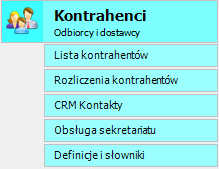 Kontrahenci
Odbiorcy i dostawcy
Lista kontrahentów
Rozliczenia kontrahentów
CRM Kontakty
Obsługa sekretariatu
Definicje i słowniki